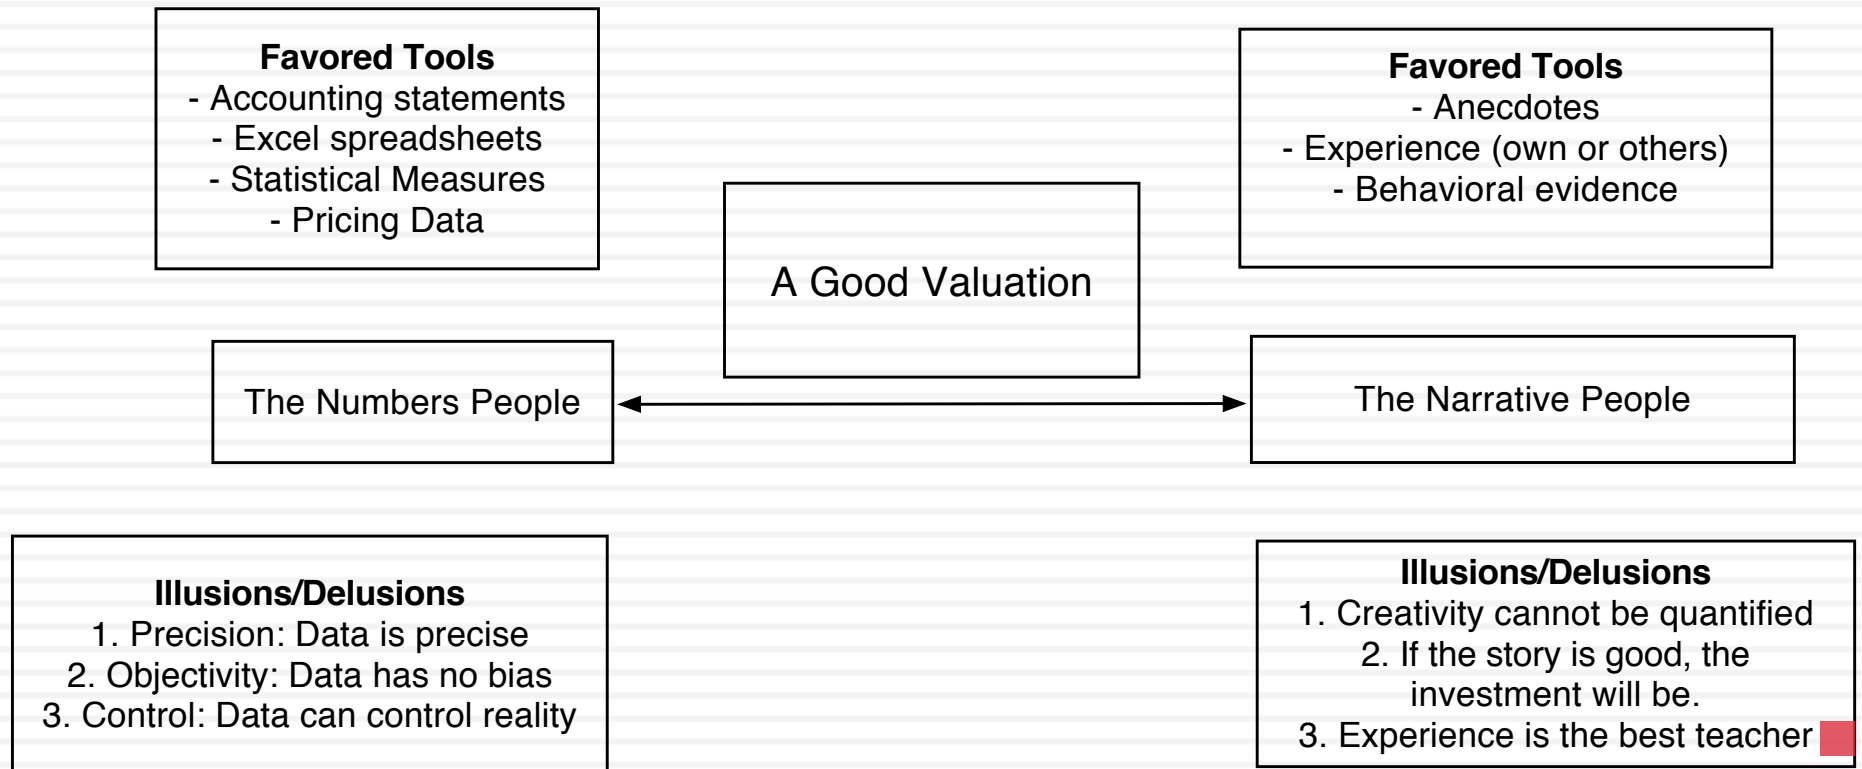 Favored Tools
- Accounting statements
- Excel spreadsheets
- Statistical Measures
- Pricing Data
Favored Tools
- Anecdotes
- Experience (own or others)
- Behavioral evidence
A Good Valuation
The Numbers People
The Narrative People
Illusions/Delusions
1. Precision: Data is precise
2. Objectivity: Data has no bias
3. Control: Data can control reality
Illusions/Delusions
1. Creativity cannot be quantified
2. If the story is good, the
investment will be.
3. Experience is the best teacher